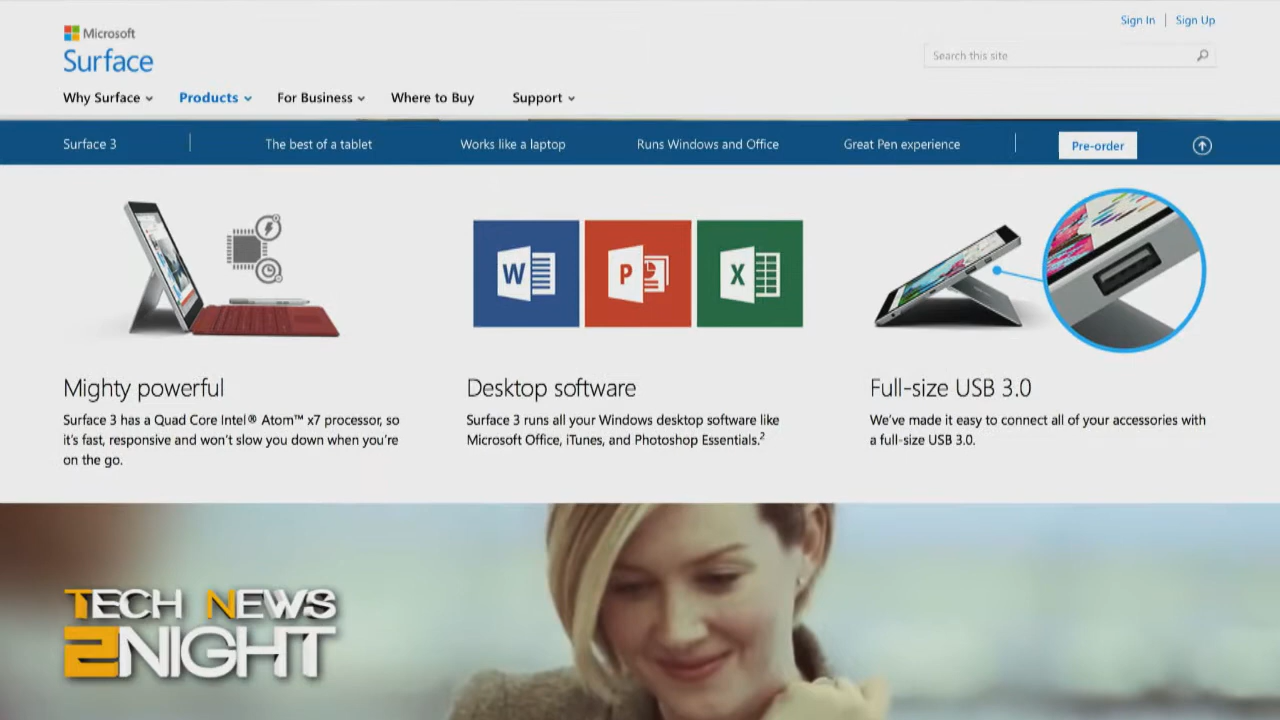 Sign In | Sign Up
Microsoft
Surface
Search this site
Why Surface Products For Business Where to Buy Support
Surface 3 The best of a tablet Works like a laptop Runs Windows and Office Great Pen experience Pre-order
W P X
Mighty powerful
Surface 3 has a Quad Core Intel® Atom™ x7 processor, so
it's fast, responsive and won't slow you down when you're
on the go.
Desktop software
Surface 3 runs all your Windows desktop software like
Microsoft Office, iTunes, and Photoshop Essentials.2
Full-size USB 3.0
We've made it easy to connect all of your accessories with
a full-size USB 3.0.
TECH NEWS
2NIGHT